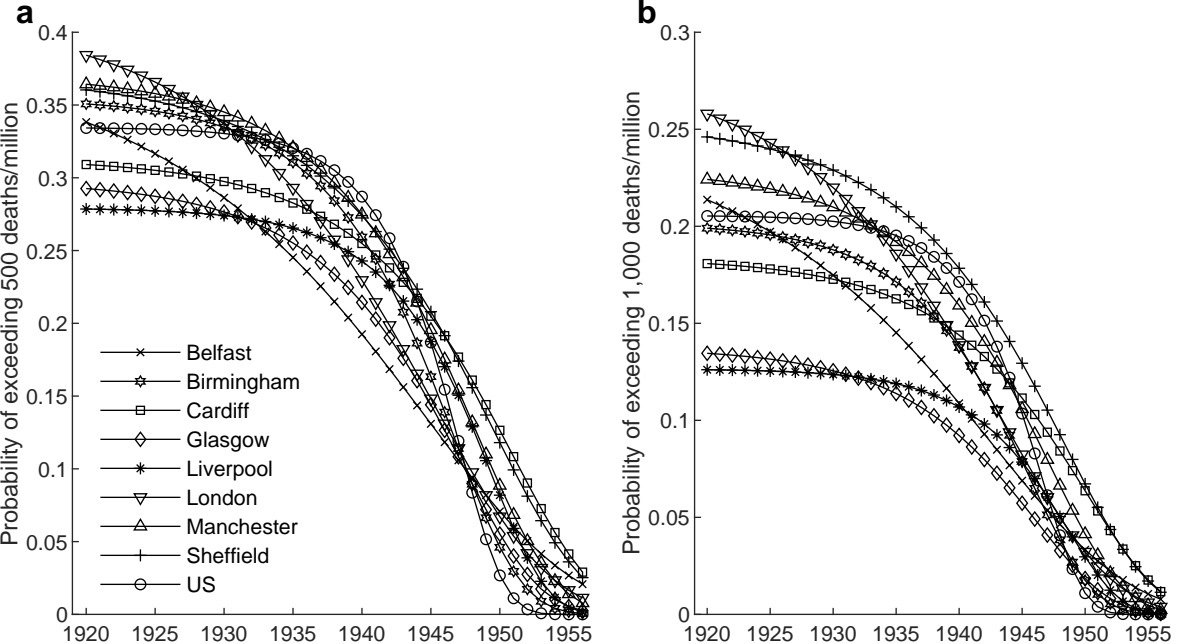 a
Probability of exceeding 500 deaths/million
0.4
0.35
0.3
0.25
0.2
0.15
0.1
0.05
0
1920 1925 1930 1935 1940 1945 1950 1955
Belfast
Birmingham
Cardiff
Glasgow
Liverpool
London
Manchester
Sheffield
US
b
Probability of exceeding 1,000 deaths/million
0.3
0.25
0.2
0.15
0.1
0.05
0
1920 1925 1930 1935 1940 1945 1950 1955